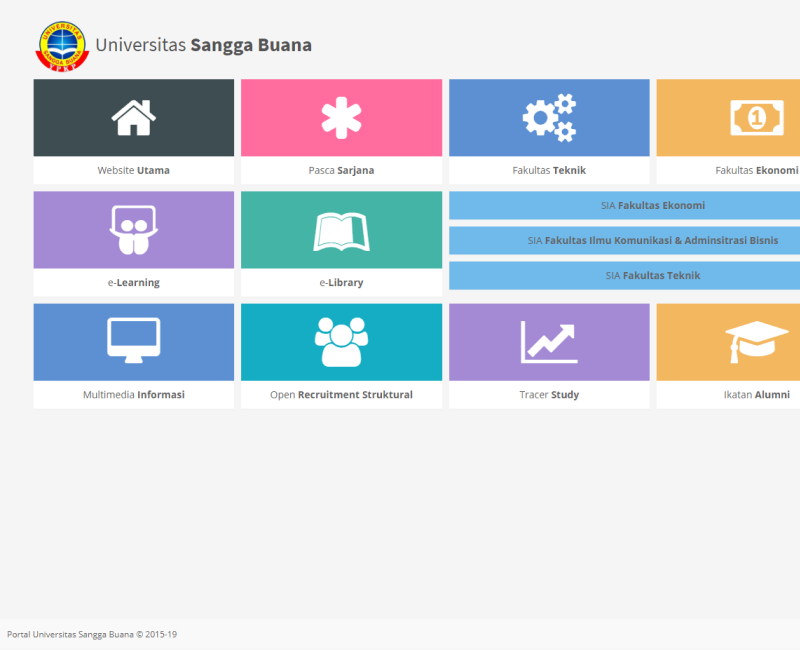 UNIVERSITAS
SANGGA BUANA
YPKP
Universitas Sangga Buana
1
Website Utama
Pasca Sarjana
Fakultas Teknik
Fakultas Ekonomi
SIA Fakultas Ekonomi
SIA Fakultas Ilmu Komunikasi & Adminsitrasi Bisnis
SIA Fakultas Teknik
e-Learning
e-Library
Multimedia Informasi
Open Recruitment Struktural
Tracer Study
Ikatan Alumni
Portal Universitas Sangga Buana © 2015-19